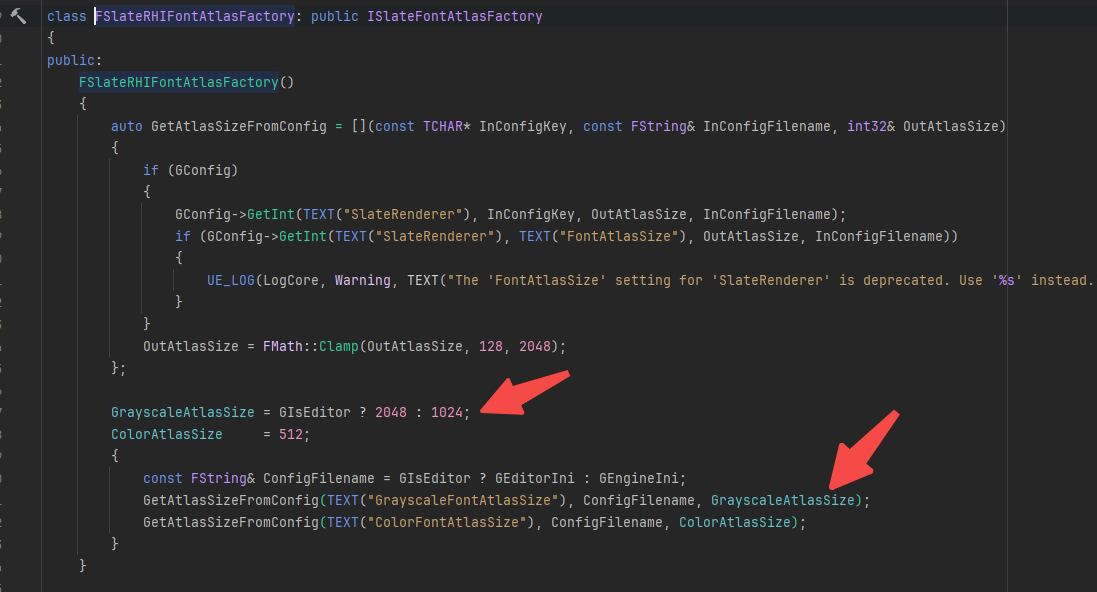 class FSlateRHIFontAtlasFactory: public ISlateFontAtlasFactory
{
public:
    FSlateRHIFontAtlasFactory()
    {
        auto GetAtlasSizeFromConfig = [](const TCHAR* InConfigKey, const FString& InConfigFilename, int32& OutAtlasSize)
        {
            if (GConfig)
            {
                GConfig->GetInt(TEXT("SlateRenderer"), InConfigKey, OutAtlasSize, InConfigFilename);
                if (GConfig->GetInt(TEXT("SlateRenderer"), TEXT("FontAtlasSize"), OutAtlasSize, InConfigFilename))
                {
                    UE_LOG(LogCore, Warning, TEXT("The 'FontAtlasSize' setting for 'SlateRenderer' is deprecated. Use '%s' instead.
                }
            }
            OutAtlasSize = FMath::Clamp(OutAtlasSize, 128, 2048);
        };
        GrayscaleAtlasSize = GIsEditor ? 2048 : 1024;
        ColorAtlasSize     = 512;
        {
            const FString& ConfigFilename = GIsEditor ? GEditorIni : GEngineIni;
            GetAtlasSizeFromConfig(TEXT("GrayscaleFontAtlasSize"), ConfigFilename, GrayscaleAtlasSize);
            GetAtlasSizeFromConfig(TEXT("ColorFontAtlasSize"), ConfigFilename, ColorAtlasSize);
        }
    }